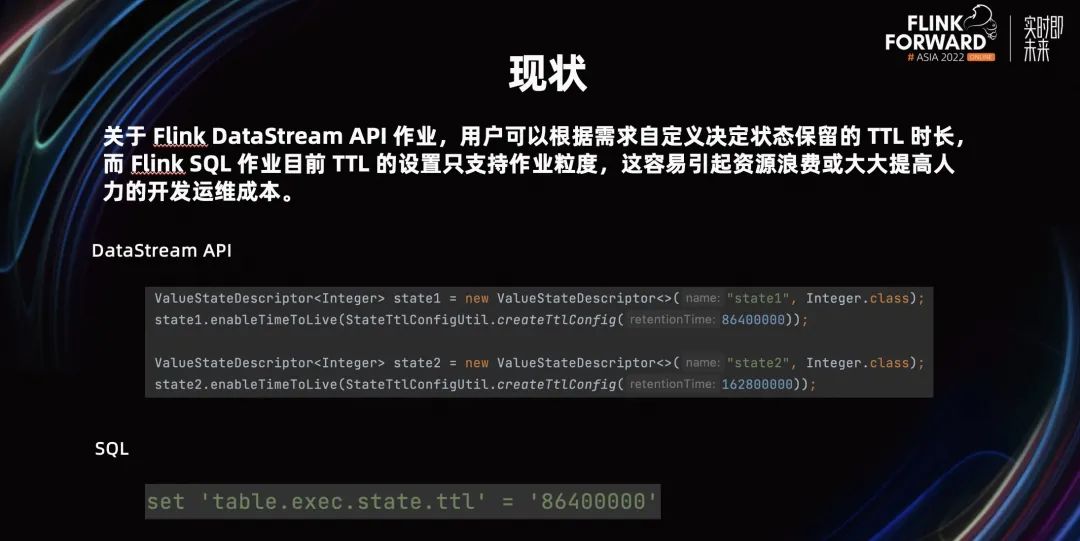 FLINK
FORWARD
# ASIA 2022 ONLINE
实时即
未来
现状
关于 Flink DataStream API 作业，用户可以根据需求自定义决定状态保留的 TTL 时长，
而 Flink SQL 作业目前 TTL 的设置只支持作业粒度，这容易引起资源浪费或大大提高人
力的开发运维成本。
DataStream API
ValueStateDescriptor<Integer> state1 = new ValueStateDescriptor<>( name: "state1", Integer.class);
state1.enableTimeToLive(StateTtlConfigUtil.createTtlConfig( retentionTime: 86400000));
ValueStateDescriptor<Integer> state2 = new ValueStateDescriptor<>( name: "state2", Integer.class);
state2.enableTimeToLive(StateTtlConfigUtil.createTtlConfig( retentionTime: 162800000));
SQL
set 'table.exec.state.ttl' = '86400000'